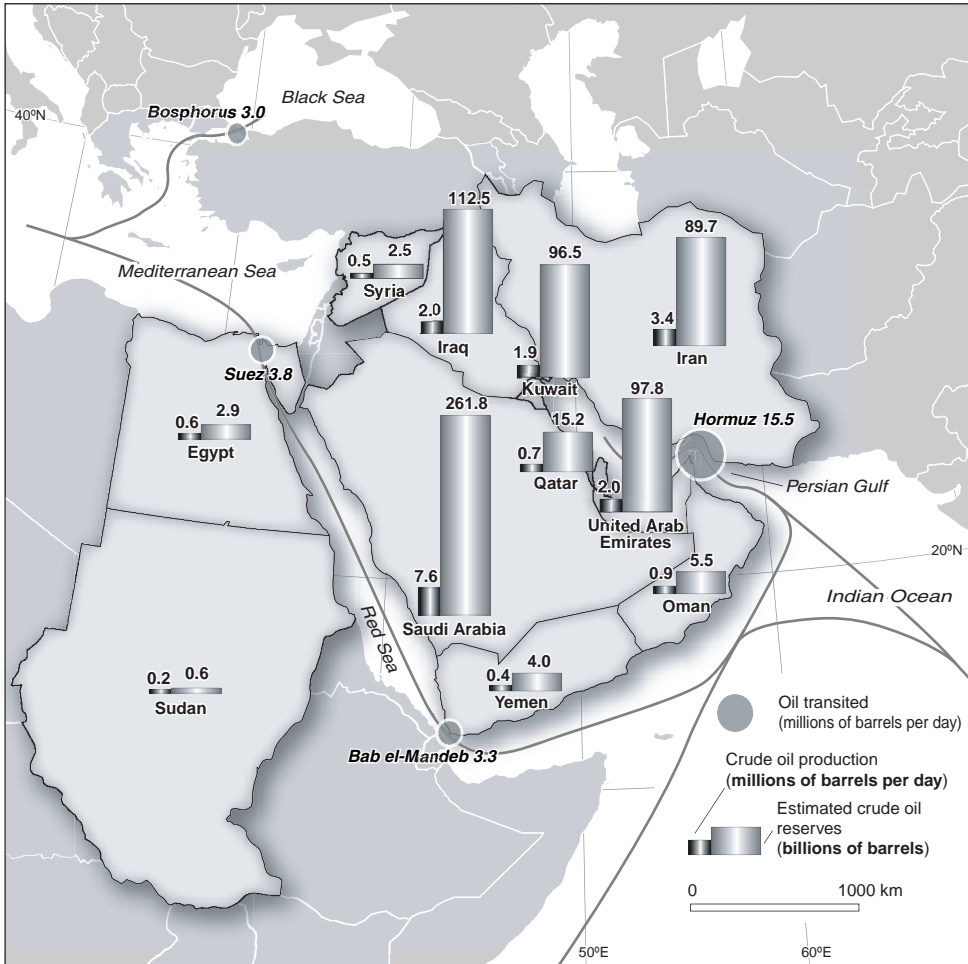 Black Sea
40ºN
Bosphorus 3.0
112.5
89.7
96.5
2.5
0.5
Mediterranean Sea
Syria
2.0
3.4
Iraq
Iran
1.9
Suez 3.8
Kuwait
97.8
261.8
Hormuz 15.5
2.9
0.6
15.2
Egypt
0.7
Qatar
2.0
Persian Gulf
United Arab
Emirates
20ºN
5.5
0.9
7.6
Indian Ocean
Oman
Saudi Arabia
Red Sea
4.0
0.6
0.4
0.2
Yemen
Sudan
Oil transited
(millions of barrels per day)
Bab el-Mandeb 3.3
Crude oil production
(millions of barrels per day)
Estimated crude oil
reserves
(billions of barrels)
0
1000 km
50ºE
60ºE